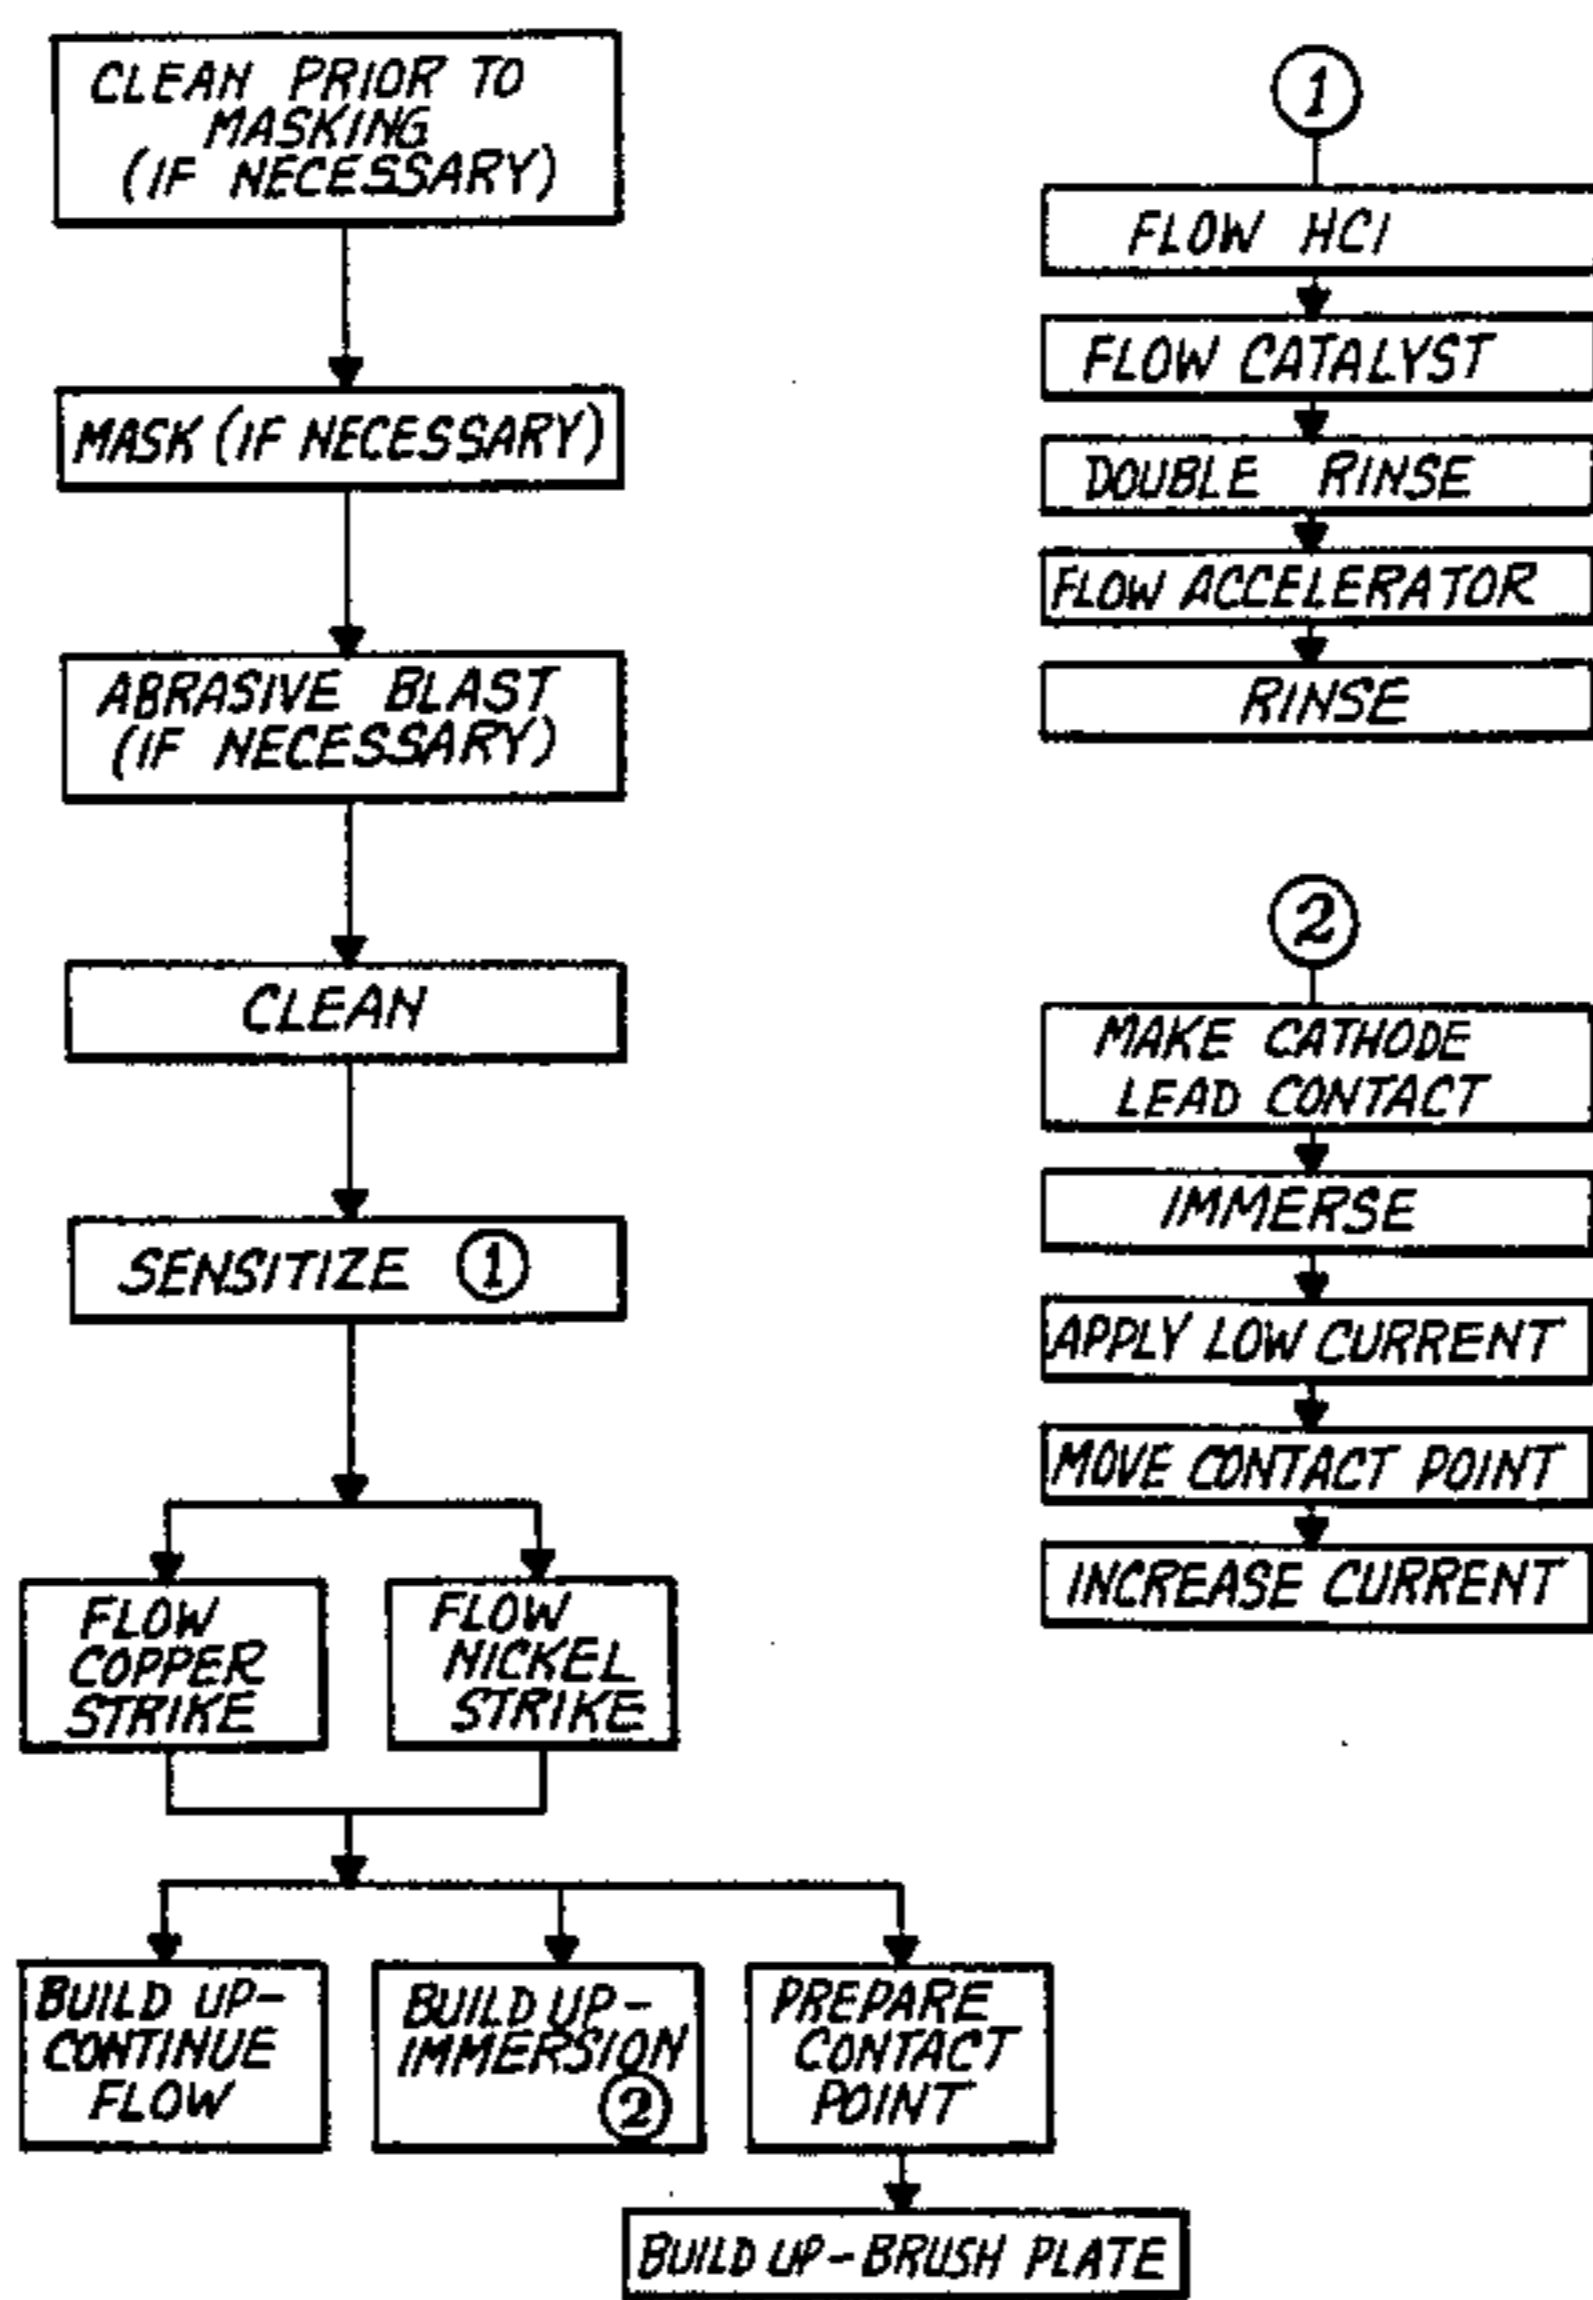 CLEAN PRIOR TO
MASKING
(IF NECESSARY)
MASK (IF NECESSARY)
ABRASIVE BLAST
(IF NECESSARY)
CLEAN
SENSITIZE 1
FLOW
COPPER
STRIKE
FLOW
NICKEL
STRIKE
BUILD UP-
CONTINUE
FLOW
BUILD UP-
IMMERSION
2
PREPARE
CONTACT
POINT
BUILD UP-BRUSH PLATE
1
FLOW HCl
FLOW CATALYST
DOUBLE RINSE
FLOW ACCELERATOR
RINSE
2
MAKE CATHODE
LEAD CONTACT
IMMERSE
APPLY LOW CURRENT
MOVE CONTACT POINT
INCREASE CURRENT